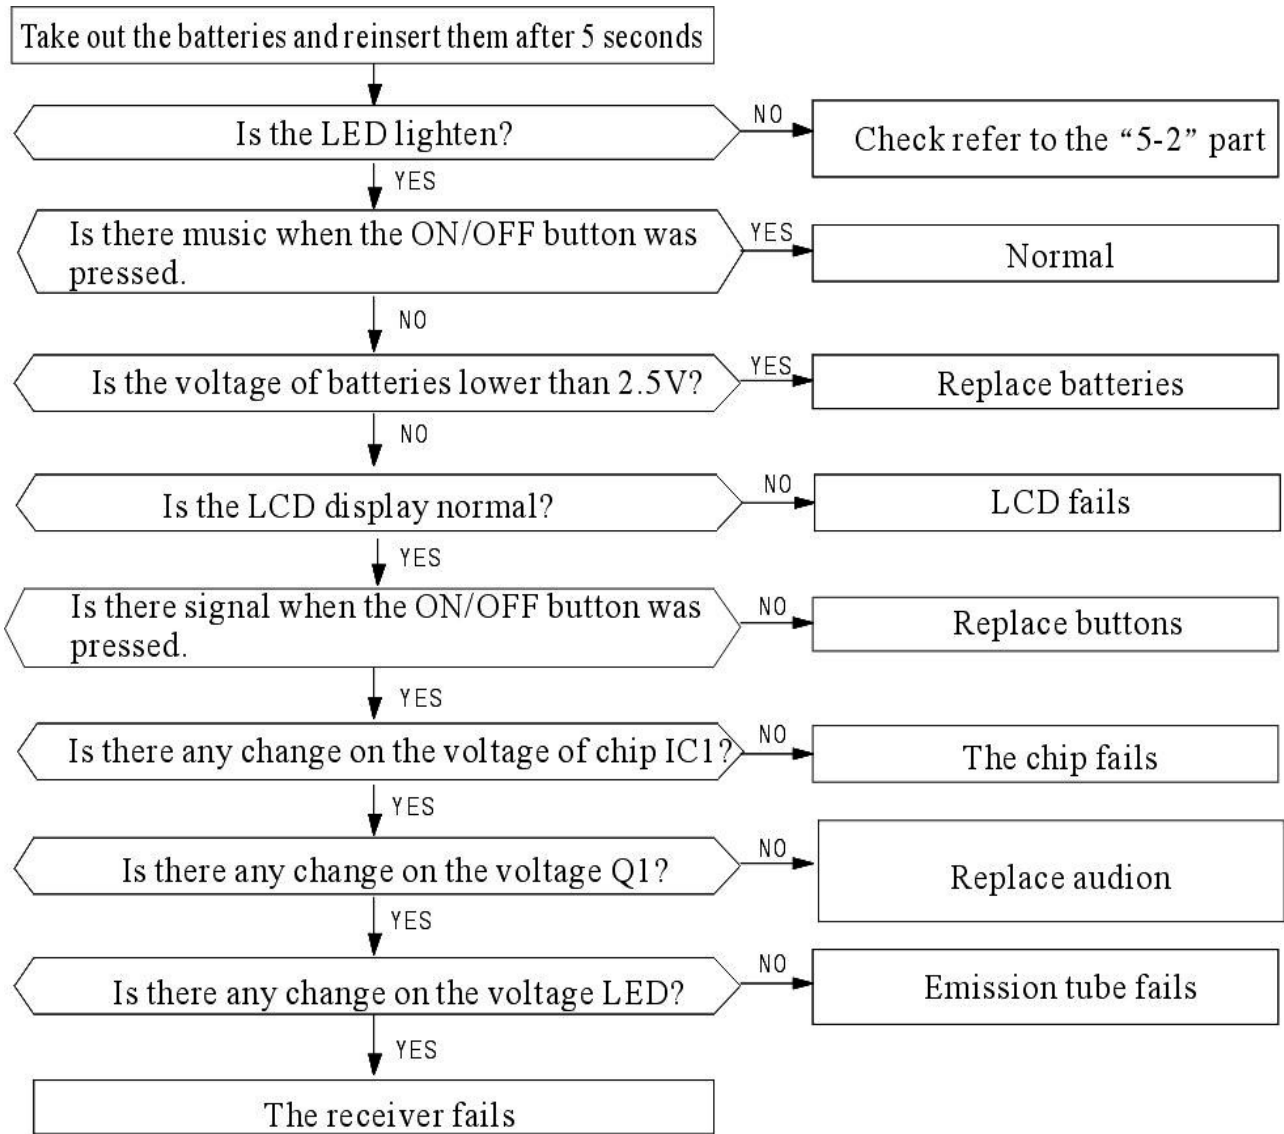 Take out the batteries and reinsert them after 5 seconds
Is the LED lighten?
NO
Check refer to the “5-2” part
YES
Is there music when the ON/OFF button was
pressed.
YES
Normal
NO
Is the voltage of batteries lower than 2.5V?
YES
Replace batteries
NO
Is the LCD display normal?
NO
LCD fails
YES
Is there signal when the ON/OFF button was
pressed.
NO
Replace buttons
YES
Is there any change on the voltage of chip IC1?
NO
The chip fails
YES
Is there any change on the voltage Q1?
NO
Replace audion
YES
Is there any change on the voltage LED?
NO
Emission tube fails
YES
The receiver fails